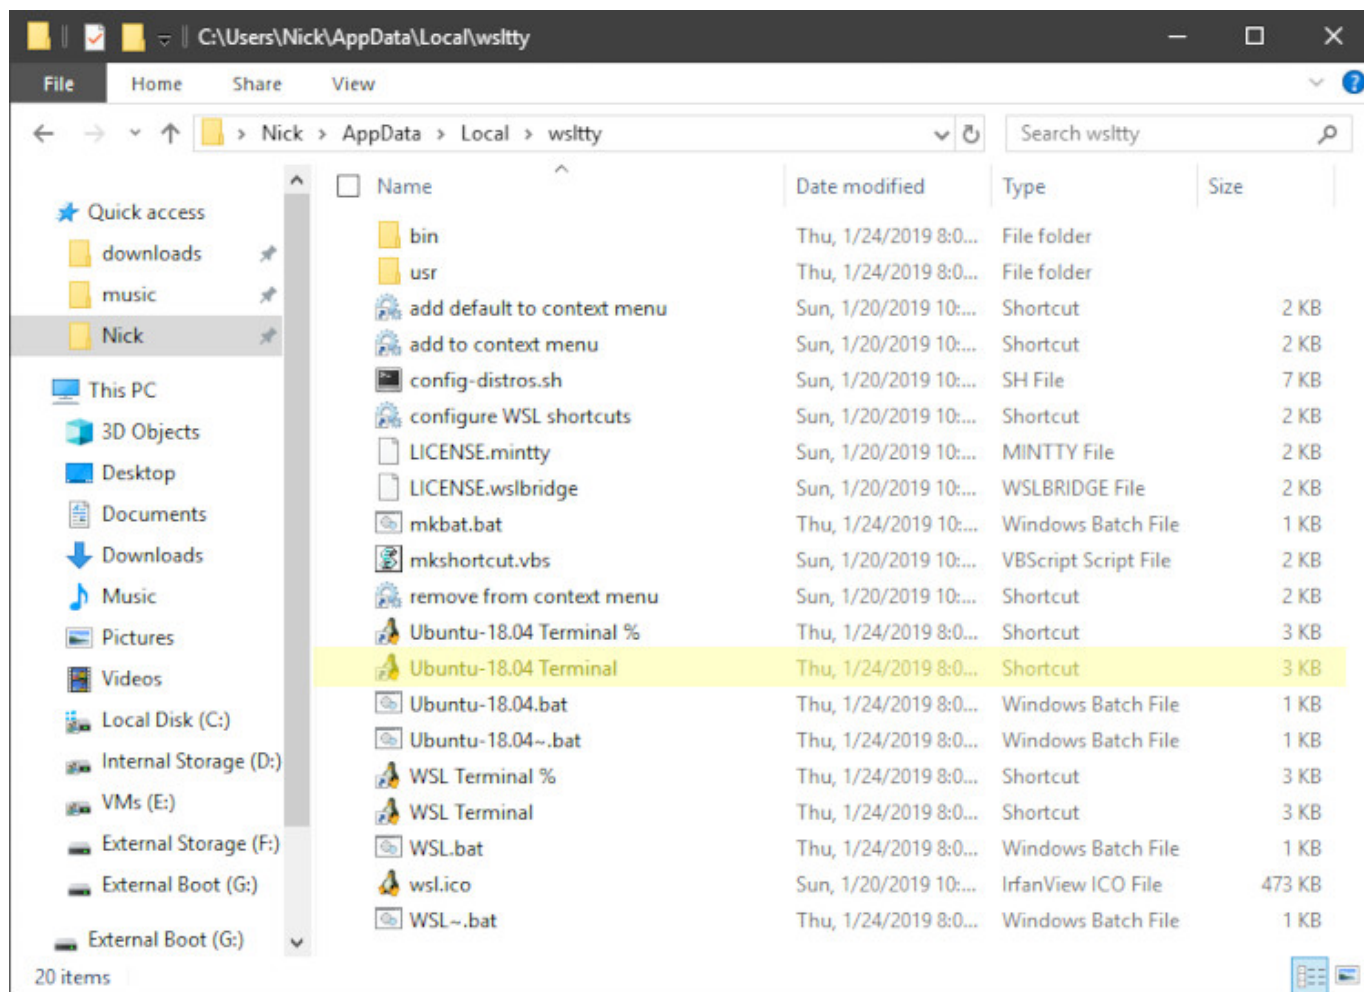 C:\Users\Nick\AppData\Local\wsltty
File Home Share View
Nick > AppData > Local > wsltty Search wsltty
Name Date modified Type Size
Quick access
downloads
music
Nick
This PC
3D Objects
Desktop
Documents
Downloads
Music
Pictures
Videos
Local Disk (C:)
Internal Storage (D:)
VMs (E:)
External Storage (F:)
External Boot (G:)
External Boot (G:)
bin Thu, 1/24/2019 8:0... File folder
usr Thu, 1/24/2019 8:0... File folder
add default to context menu Sun, 1/20/2019 10:... Shortcut 2 KB
add to context menu Sun, 1/20/2019 10:... Shortcut 2 KB
config-distros.sh Sun, 1/20/2019 10:... SH File 7 KB
configure WSL shortcuts Sun, 1/20/2019 10:... Shortcut 2 KB
LICENSE.mintty Sun, 1/20/2019 10:... MINTTY File 2 KB
LICENSE.wslbridge Sun, 1/20/2019 10:... WSLBRIDGE File 2 KB
mkbat.bat Thu, 1/24/2019 10:... Windows Batch File 1 KB
mkshortcut.vbs Sun, 1/20/2019 10:... VBScript Script File 2 KB
remove from context menu Sun, 1/20/2019 10:... Shortcut 2 KB
Ubuntu-18.04 Terminal % Thu, 1/24/2019 8:0... Shortcut 3 KB
Ubuntu-18.04 Terminal Thu, 1/24/2019 8:0... Shortcut 3 KB
Ubuntu-18.04.bat Thu, 1/24/2019 8:0... Windows Batch File 1 KB
Ubuntu-18.04~.bat Thu, 1/24/2019 8:0... Windows Batch File 1 KB
WSL Terminal % Thu, 1/24/2019 8:0... Shortcut 3 KB
WSL Terminal Thu, 1/24/2019 8:0... Shortcut 3 KB
WSL.bat Thu, 1/24/2019 8:0... Windows Batch File 1 KB
wsl.ico Sun, 1/20/2019 10:... IrfanView ICO File 473 KB
WSL~.bat Thu, 1/24/2019 8:0... Windows Batch File 1 KB
20 items